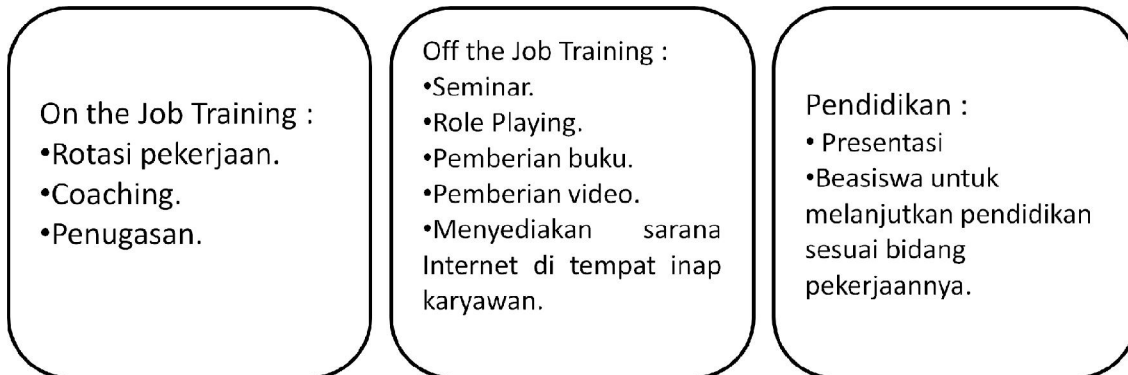 On the Job Training :
•Rotasi pekerjaan.
•Coaching.
•Penugasan.
Off the Job Training :
•Seminar.
•Role Playing.
•Pemberian buku.
•Pemberian video.
•Menyediakan sarana
Internet di tempat inap
karyawan.
Pendidikan :
• Presentasi
•Beasiswa untuk
melanjutkan pendidikan
sesuai bidang
pekerjaannya.